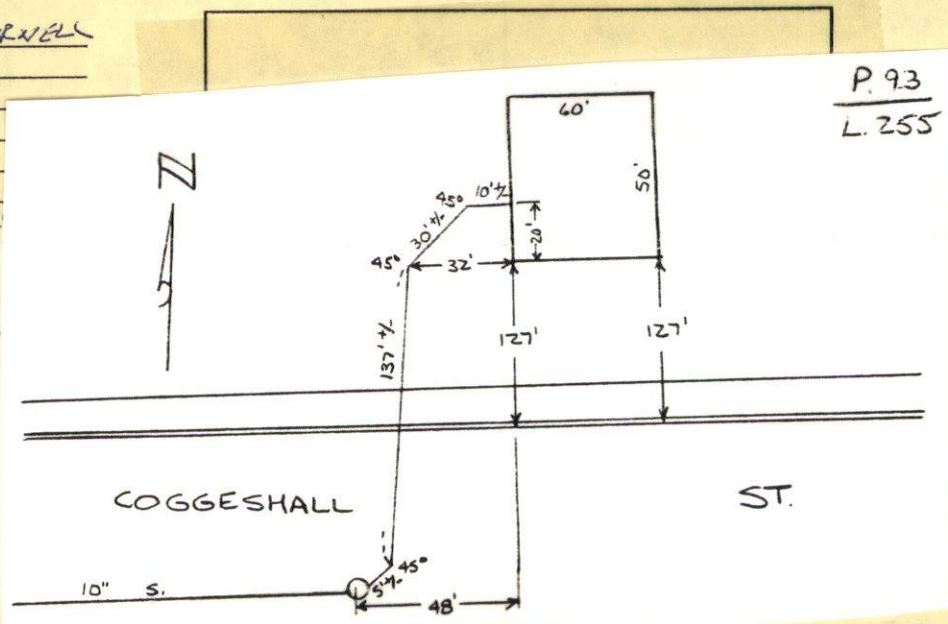 P. 93
L. 255
N
60'
50'
45°
10' +/-
30' +/-
20'
45°
32'
137' +/-
127'
127'
COGGESHALL ST.
45°
5' +/-
10" S.
48'